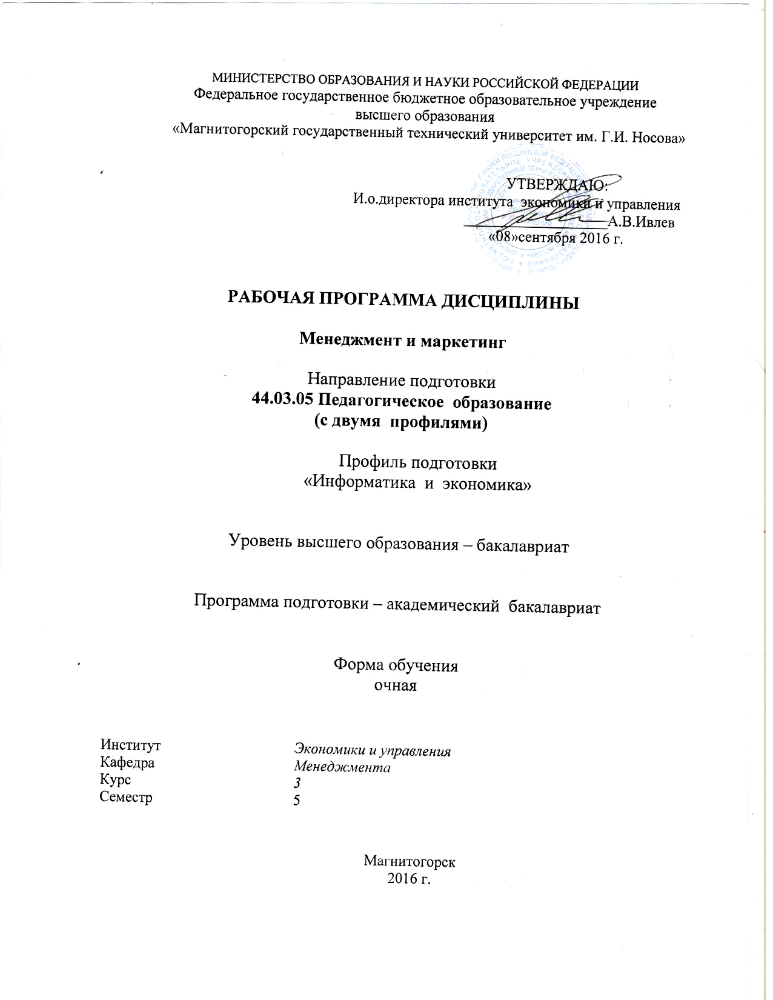 МИНИСТЕРСТВО ОБРАЗОВАНИЯ И НАУКИ РОССИЙСКОЙ ФЕДЕРАЦИИ
Федеральное государственное бюджетное образовательное учреждение
высшего образования
«Магнитогорский государственный технический университет им. Г.И. Носова»
УТВЕРЖДАЮ:
И.о.директора института экономики и управления
А.В.Ивлев
«08»сентября 2016 г.
РАБОЧАЯ ПРОГРАММА ДИСЦИПЛИНЫ
Менеджмент и маркетинг
Направление подготовки
44.03.05 Педагогическое образование
(с двумя профилями)
Профиль подготовки
«Информатика и экономика»
Уровень высшего образования – бакалавриат
Программа подготовки – академический бакалавриат
Форма обучения
очная
Институт Экономики и управления
Кафедра Менеджмента
Курс 3
Семестр 5
Магнитогорск
2016 г.